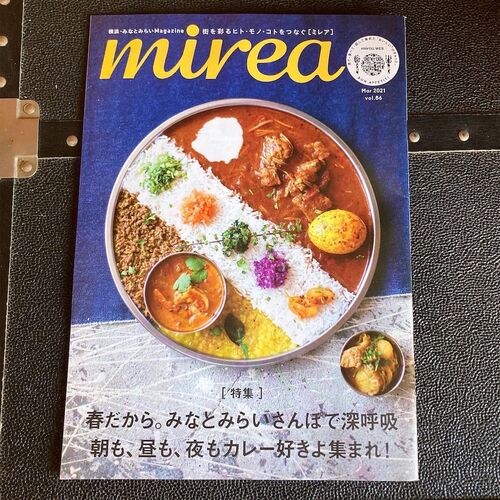 横浜・みなとみらいMagazine 街を彩るヒト・モノ・コトをつなぐ[ミレア]
mirea
BON APPETIT
Mar 2021
vol.86
[特集]
春だから。みなとみらいさんぽで深呼吸
朝も、昼も、夜もカレー好きよ集まれ!